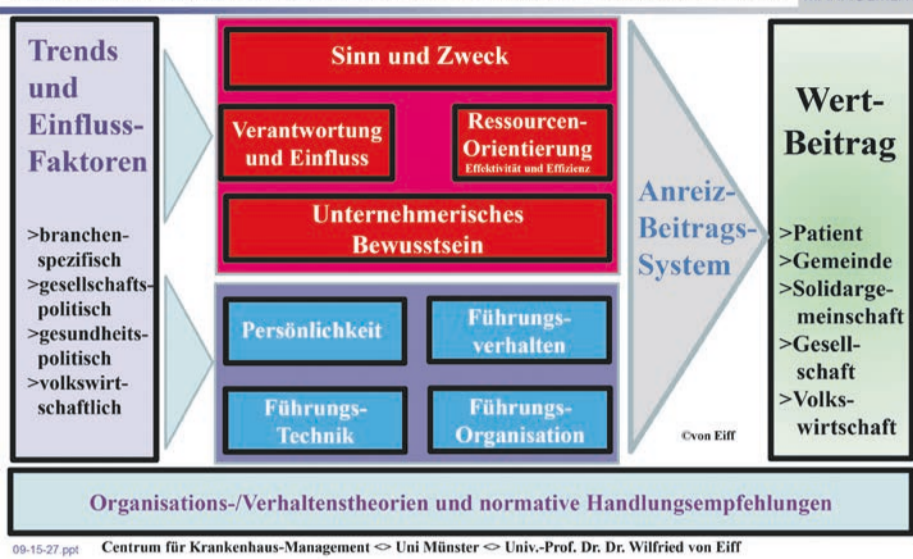 Trends
und
Einfluss-
Faktoren
>branchen-
spezifisch
>gesellschafts-
politisch
>gesundheits-
politisch
>volkswirt-
schaftlich
Sinn und Zweck
Verantwortung
und Einfluss
Ressourcen-
Orientierung
Effektivität und Effizienz
Unternehmerisches
Bewusstsein
Persönlichkeit
Führungs-
verhalten
Führungs-
Technik
Führungs-
Organisation
Anreiz-
Beitrags-
System
©von Eiff
Wert-
Beitrag
>Patient
>Gemeinde
>Solidarge-
meinschaft
>Gesell-
schaft
>Volks-
wirtschaft
Organisations-/Verhaltenstheorien und normative Handlungsempfehlungen
09-15-27.ppt Centrum für Krankenhaus-Management <> Uni Münster <> Univ.-Prof. Dr. Dr. Wilfried von Eiff